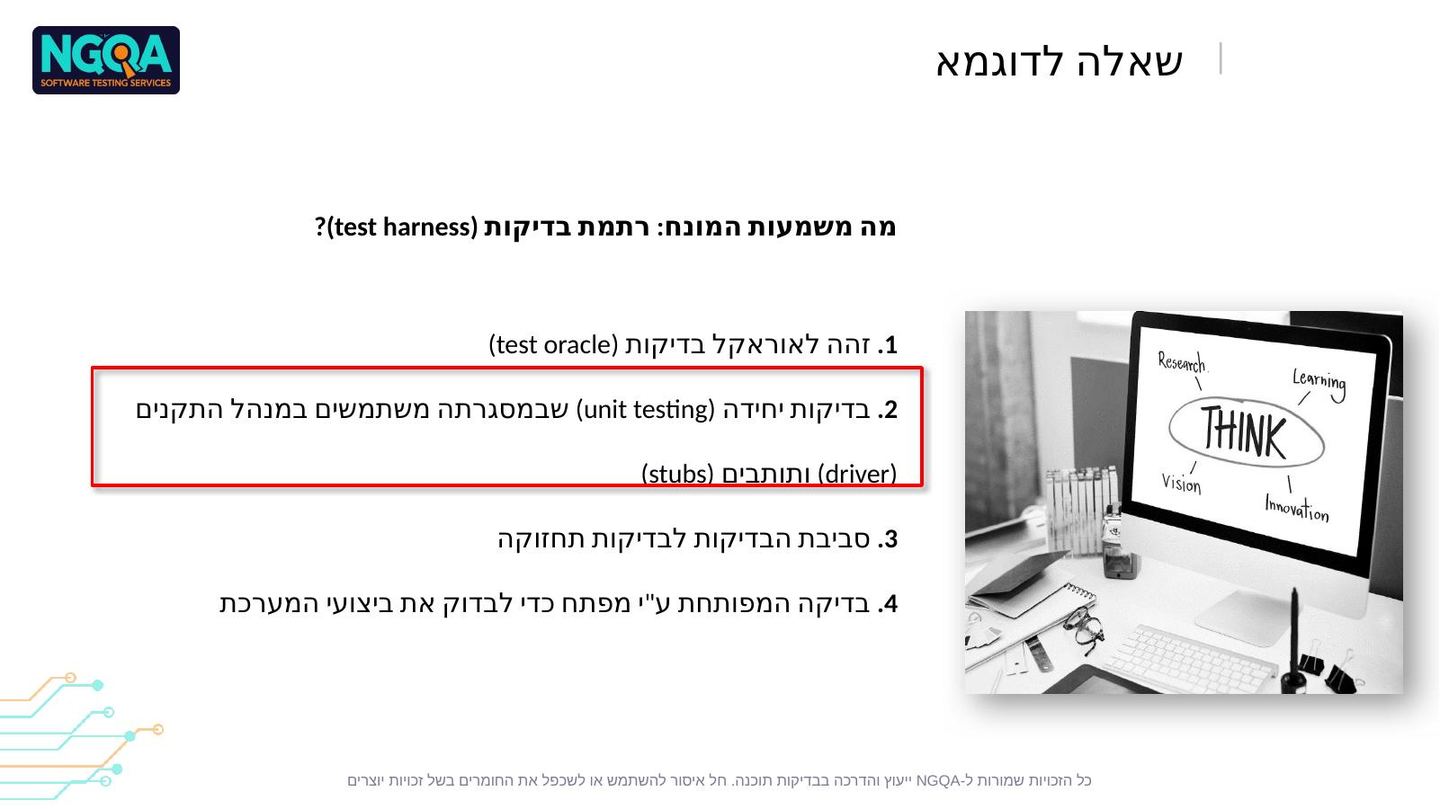 NGQA
SOFTWARE TESTING SERVICES
שאלה לדוגמא
מה משמעות המונח: רתמת בדיקות (test harness)?
1. זהה לאוראקל בדיקות (test oracle)
2. בדיקות יחידה (unit testing) שבמסגרתה משתמשים במנהל התקנים
(driver) ותותבים (stubs)
3. סביבת הבדיקות לבדיקות תחזוקה
4. בדיקה המפותחת ע"י מפתח כדי לבדוק את ביצועי המערכת
Research.
Learning
THINK
Vision
Innovation
כל הזכויות שמורות ל-NGQA ייעוץ והדרכה בבדיקות תוכנה. חל איסור להשתמש או לשכפל את החומרים בשל זכויות יוצרים